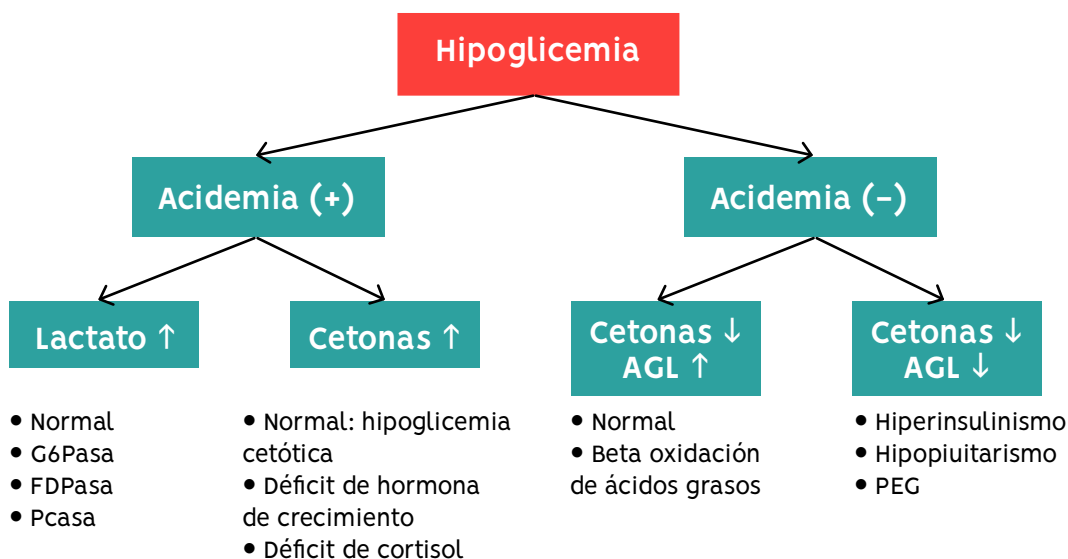 Hipoglicemia
Acidemia (+)
Acidemia (–)
Lactato ↑
Cetonas ↑
Cetonas ↓
AGL ↑
Cetonas ↓
AGL ↓
• Normal
• G6Pasa
• FDPasa
• Pcasa
• Normal: hipoglicemia
cetótica
• Déficit de hormona
de crecimiento
• Déficit de cortisol
• Normal
• Beta oxidación
de ácidos grasos
• Hiperinsulinismo
• Hipopiuitarismo
• PEG